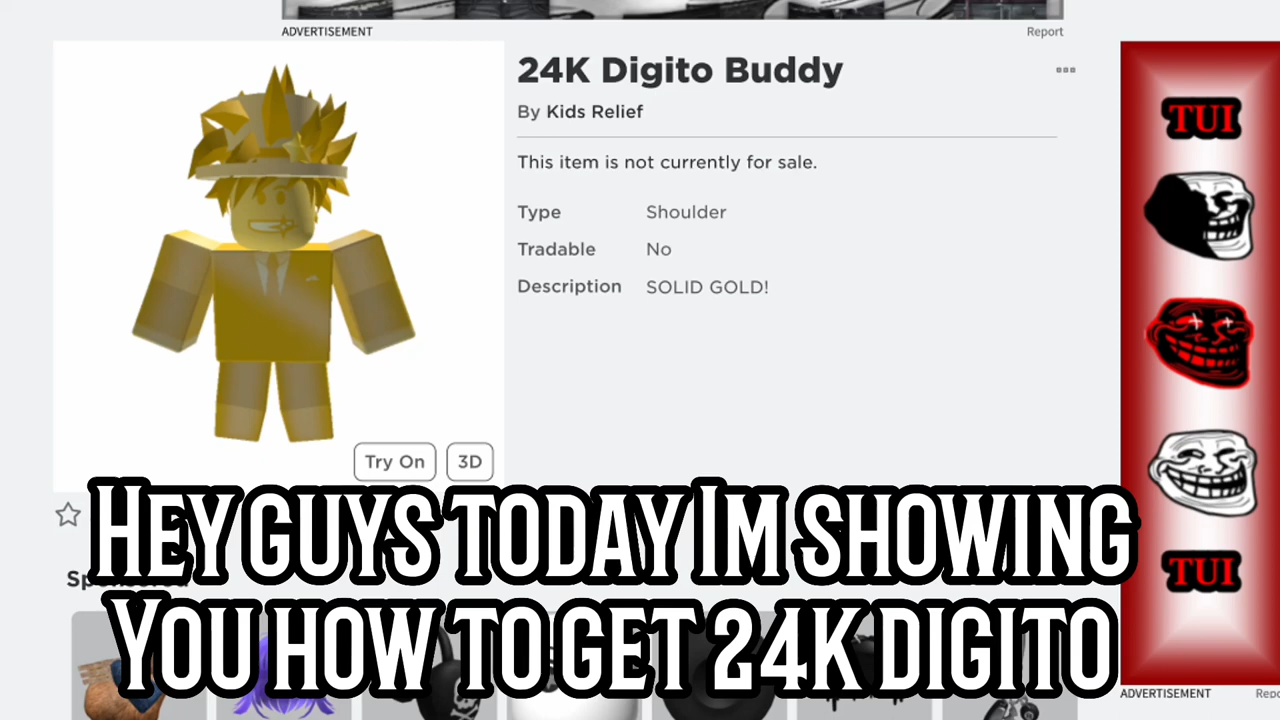 ADVERTISEMENT
Report
24K Digito Buddy
By Kids Relief
This item is not currently for sale.
Type Shoulder
Tradable No
Description SOLID GOLD!
Try On
3D
TUI
TUI
HEY GUYS TODAY IM SHOWING
YOU HOW TO GET 24K DIGITO
ADVERTISEMENT